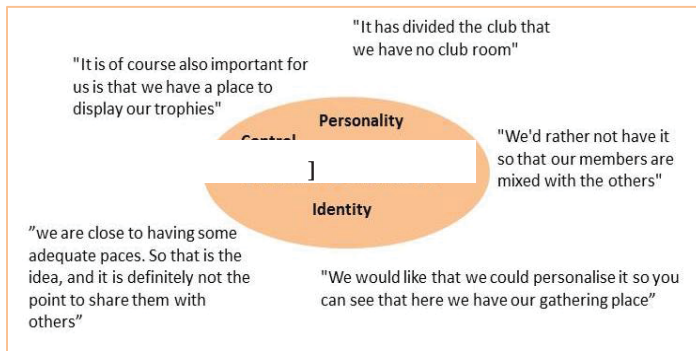 "It has divided the club that
we have no club room"
"It is of course also important for
us is that we have a place to
display our trophies"
Personality
Control
]
Identity
"We'd rather not have it
so that our members are
mixed with the others"
”we are close to having some
adequate paces. So that is the
idea, and it is definitely not the
point to share them with
others”
"We would like that we could personalise it so
you can see that here we have our gathering place”